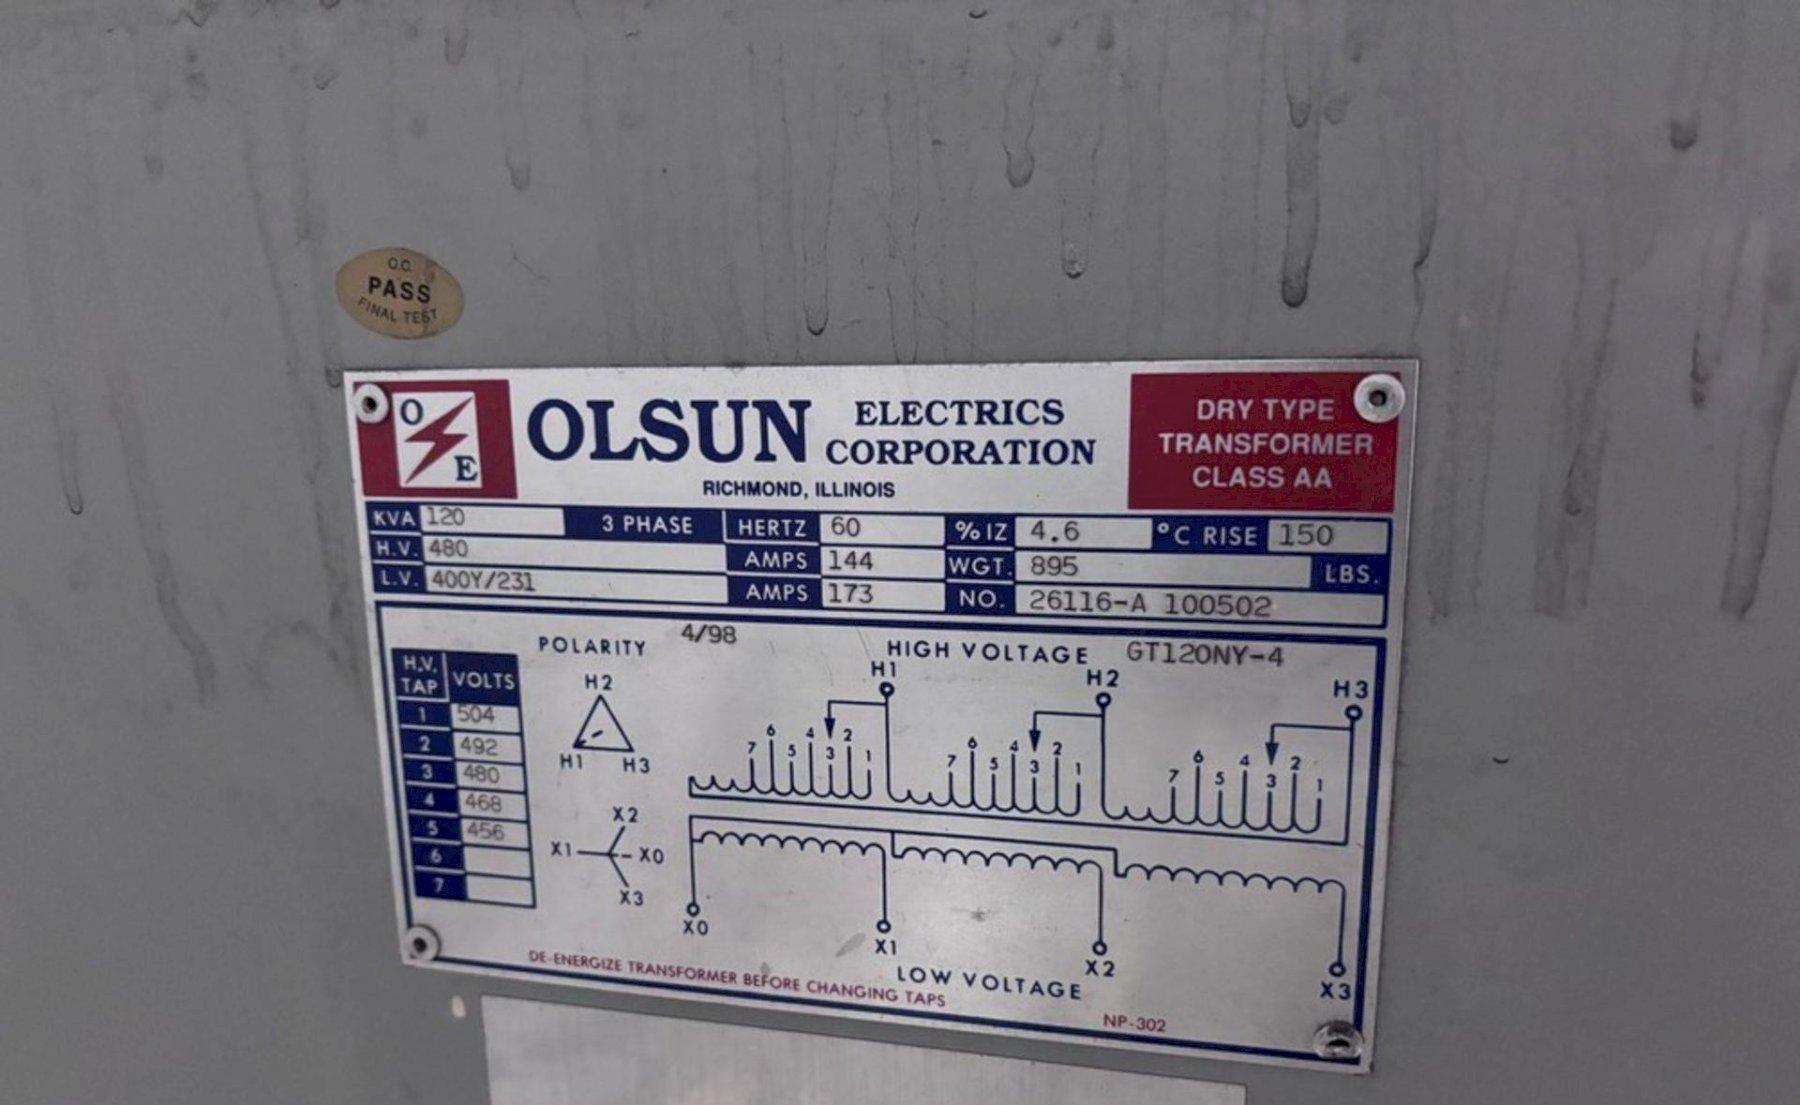 Q.C.
PASS
FINAL TEST
O
E
OLSUN ELECTRICS CORPORATION
RICHMOND, ILLINOIS
DRY TYPE
TRANSFORMER
CLASS AA
KVA 120 3 PHASE HERTZ 60 %IZ 4.6 °C RISE 150
H.V. 480 AMPS 144 WGT. 895 LBS.
L.V. 400Y/231 AMPS 173 NO. 26116-A 100502
POLARITY 4/98 HIGH VOLTAGE GT120NY-4
H.V. TAP VOLTS
1 504
2 492
3 480
4 468
5 456
6
7
H2
H1 H3
X2
X1 X0
X3
H1 H2 H3
7 6 5 4 3 2 1
7 6 5 4 3 2 1
7 6 5 4 3 2 1
X0 X1 X2 X3
LOW VOLTAGE
DE-ENERGIZE TRANSFORMER BEFORE CHANGING TAPS
NP-302